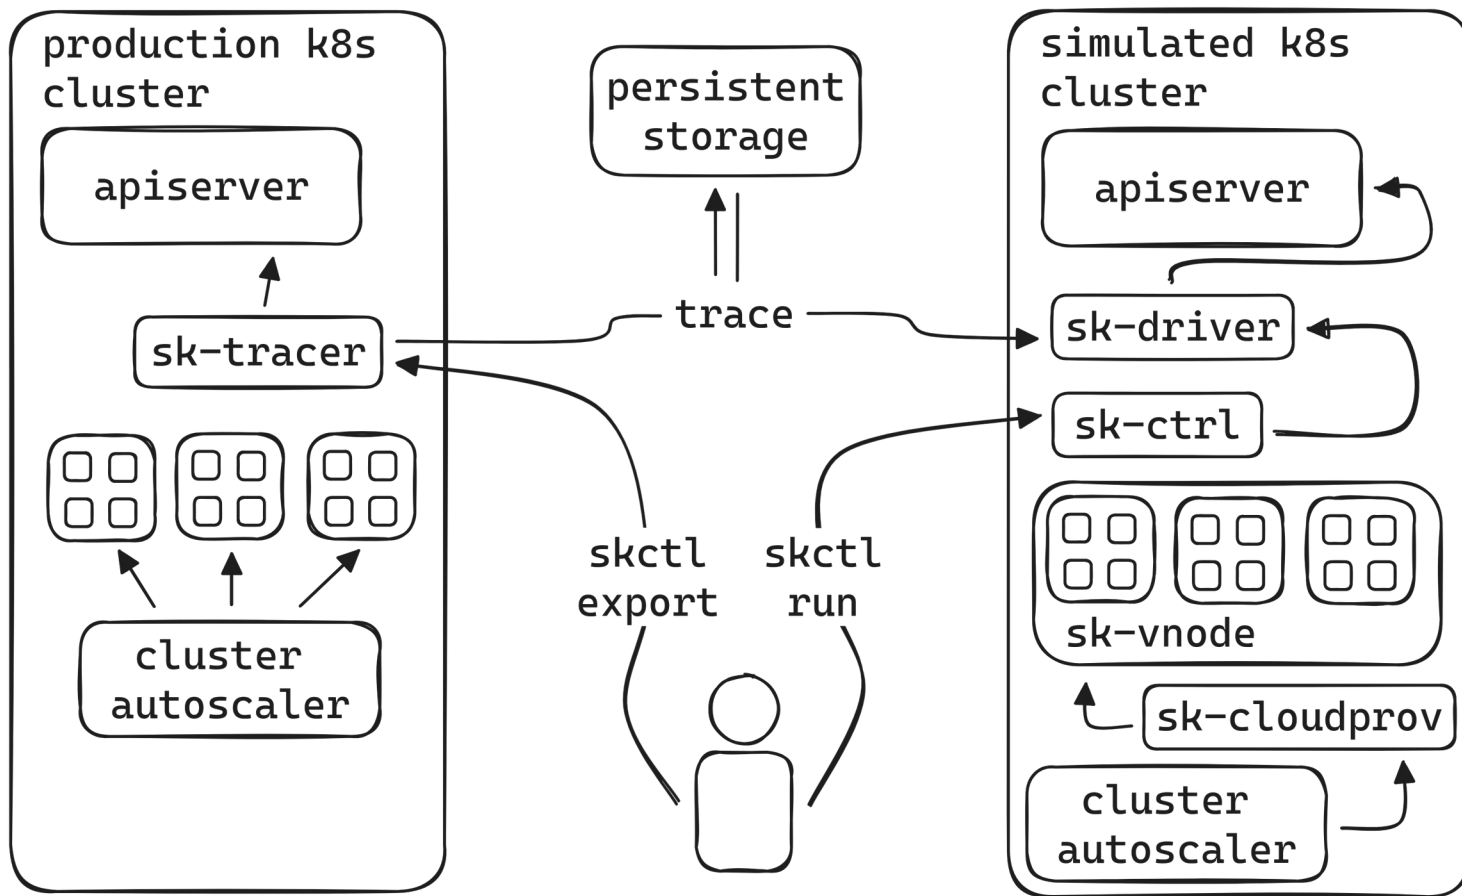 production k8s
cluster
apiserver
sk-tracer
cluster
autoscaler
persistent
storage
trace
skctl
export
skctl
run
simulated k8s
cluster
apiserver
sk-driver
sk-ctrl
sk-vnode
sk-cloudprov
cluster
autoscaler